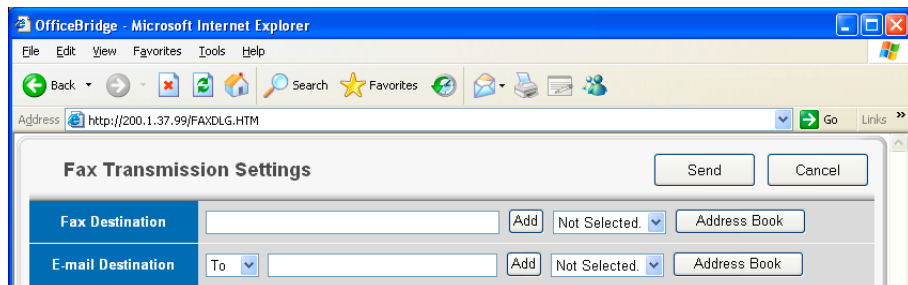 OfficeBridge - Microsoft Internet Explorer
File Edit View Favorites Tools Help
Back Search Favorites
Address http://200.1.37.99/FAXDLG.HTM Go Links »
Fax Transmission Settings Send Cancel
Fax Destination Add Not Selected. Address Book
E-mail Destination To Add Not Selected. Address Book